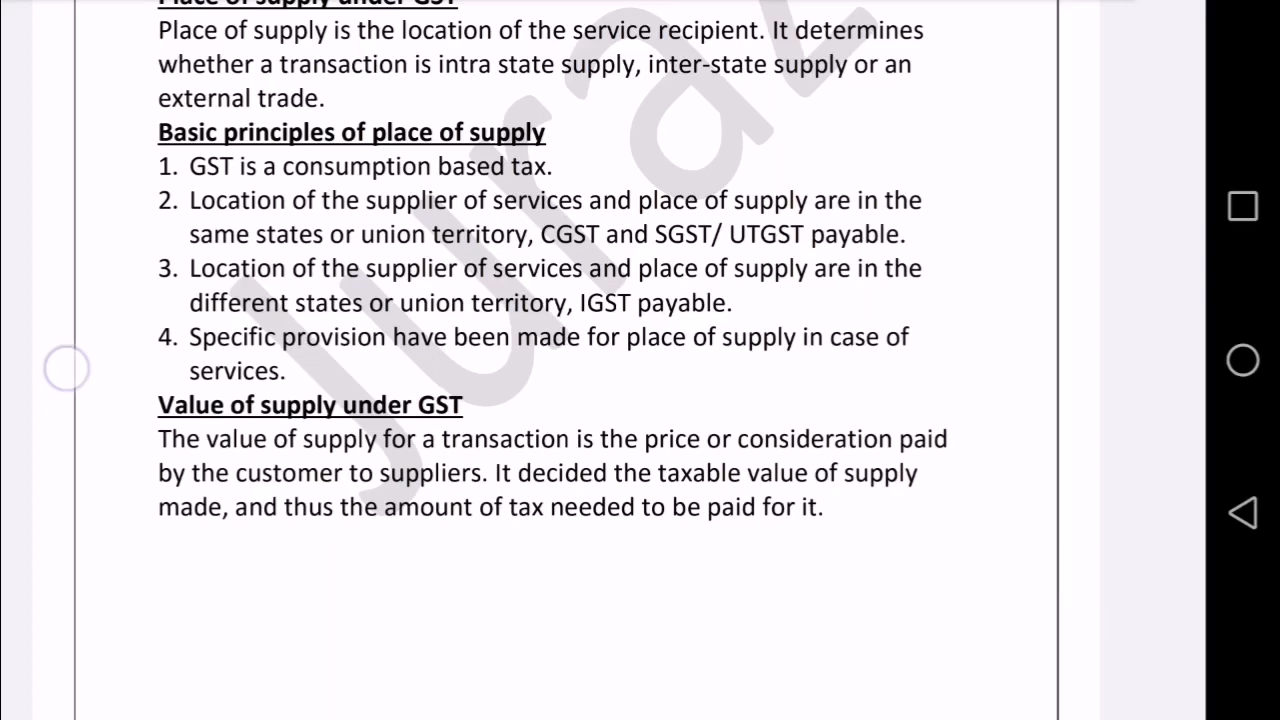 Place of supply under GST
Place of supply is the location of the service recipient. It determines
whether a transaction is intra state supply, inter-state supply or an
external trade.
Basic principles of place of supply
1. GST is a consumption based tax.
2. Location of the supplier of services and place of supply are in the
same states or union territory, CGST and SGST/ UTGST payable.
3. Location of the supplier of services and place of supply are in the
different states or union territory, IGST payable.
4. Specific provision have been made for place of supply in case of
services.
Value of supply under GST
The value of supply for a transaction is the price or consideration paid
by the customer to suppliers. It decided the taxable value of supply
made, and thus the amount of tax needed to be paid for it.
Juraz